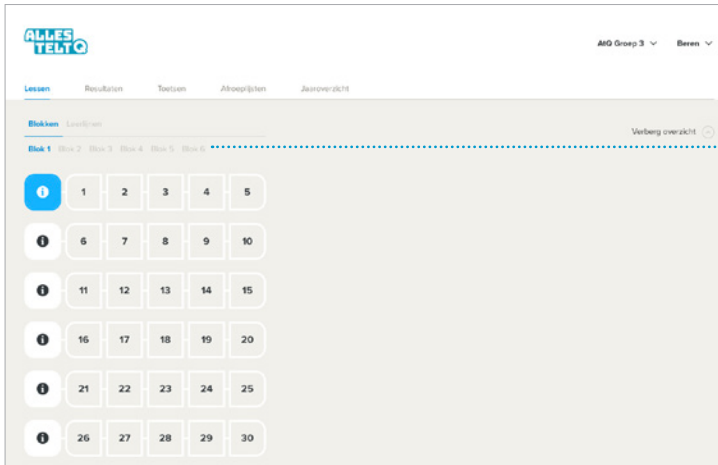 ALLES
TELT Q
AtQ Groep 3 Beren
Lessen Resultaten Toetsen Afroeplijsten Jaaroverzicht
Blokken Leerlijnen
Verberg overzicht
Blok 1 Blok 2 Blok 3 Blok 4 Blok 5 Blok 6
i 1 2 3 4 5
i 6 7 8 9 10
i 11 12 13 14 15
i 16 17 18 19 20
i 21 22 23 24 25
i 26 27 28 29 30